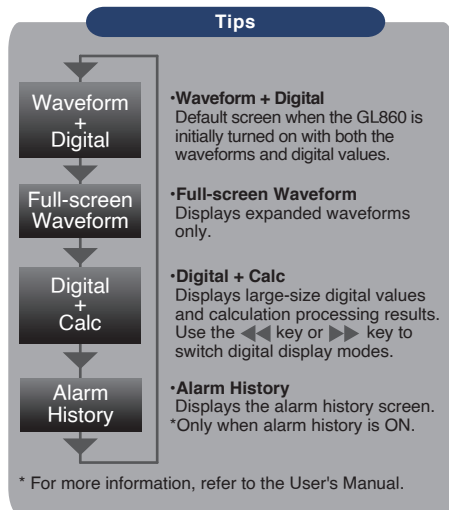 Tips
Waveform
+
Digital
·Waveform + Digital
Default screen when the GL860 is
initially turned on with both the
waveforms and digital values.
Full-screen
Waveform
·Full-screen Waveform
Displays expanded waveforms
only.
Digital
+
Calc
·Digital + Calc
Displays large-size digital values
and calculation processing results.
Use the ◀◀ key or ▶▶ key to
switch digital display modes.
Alarm
History
·Alarm History
Displays the alarm history screen.
*Only when alarm history is ON.
* For more information, refer to the User's Manual.